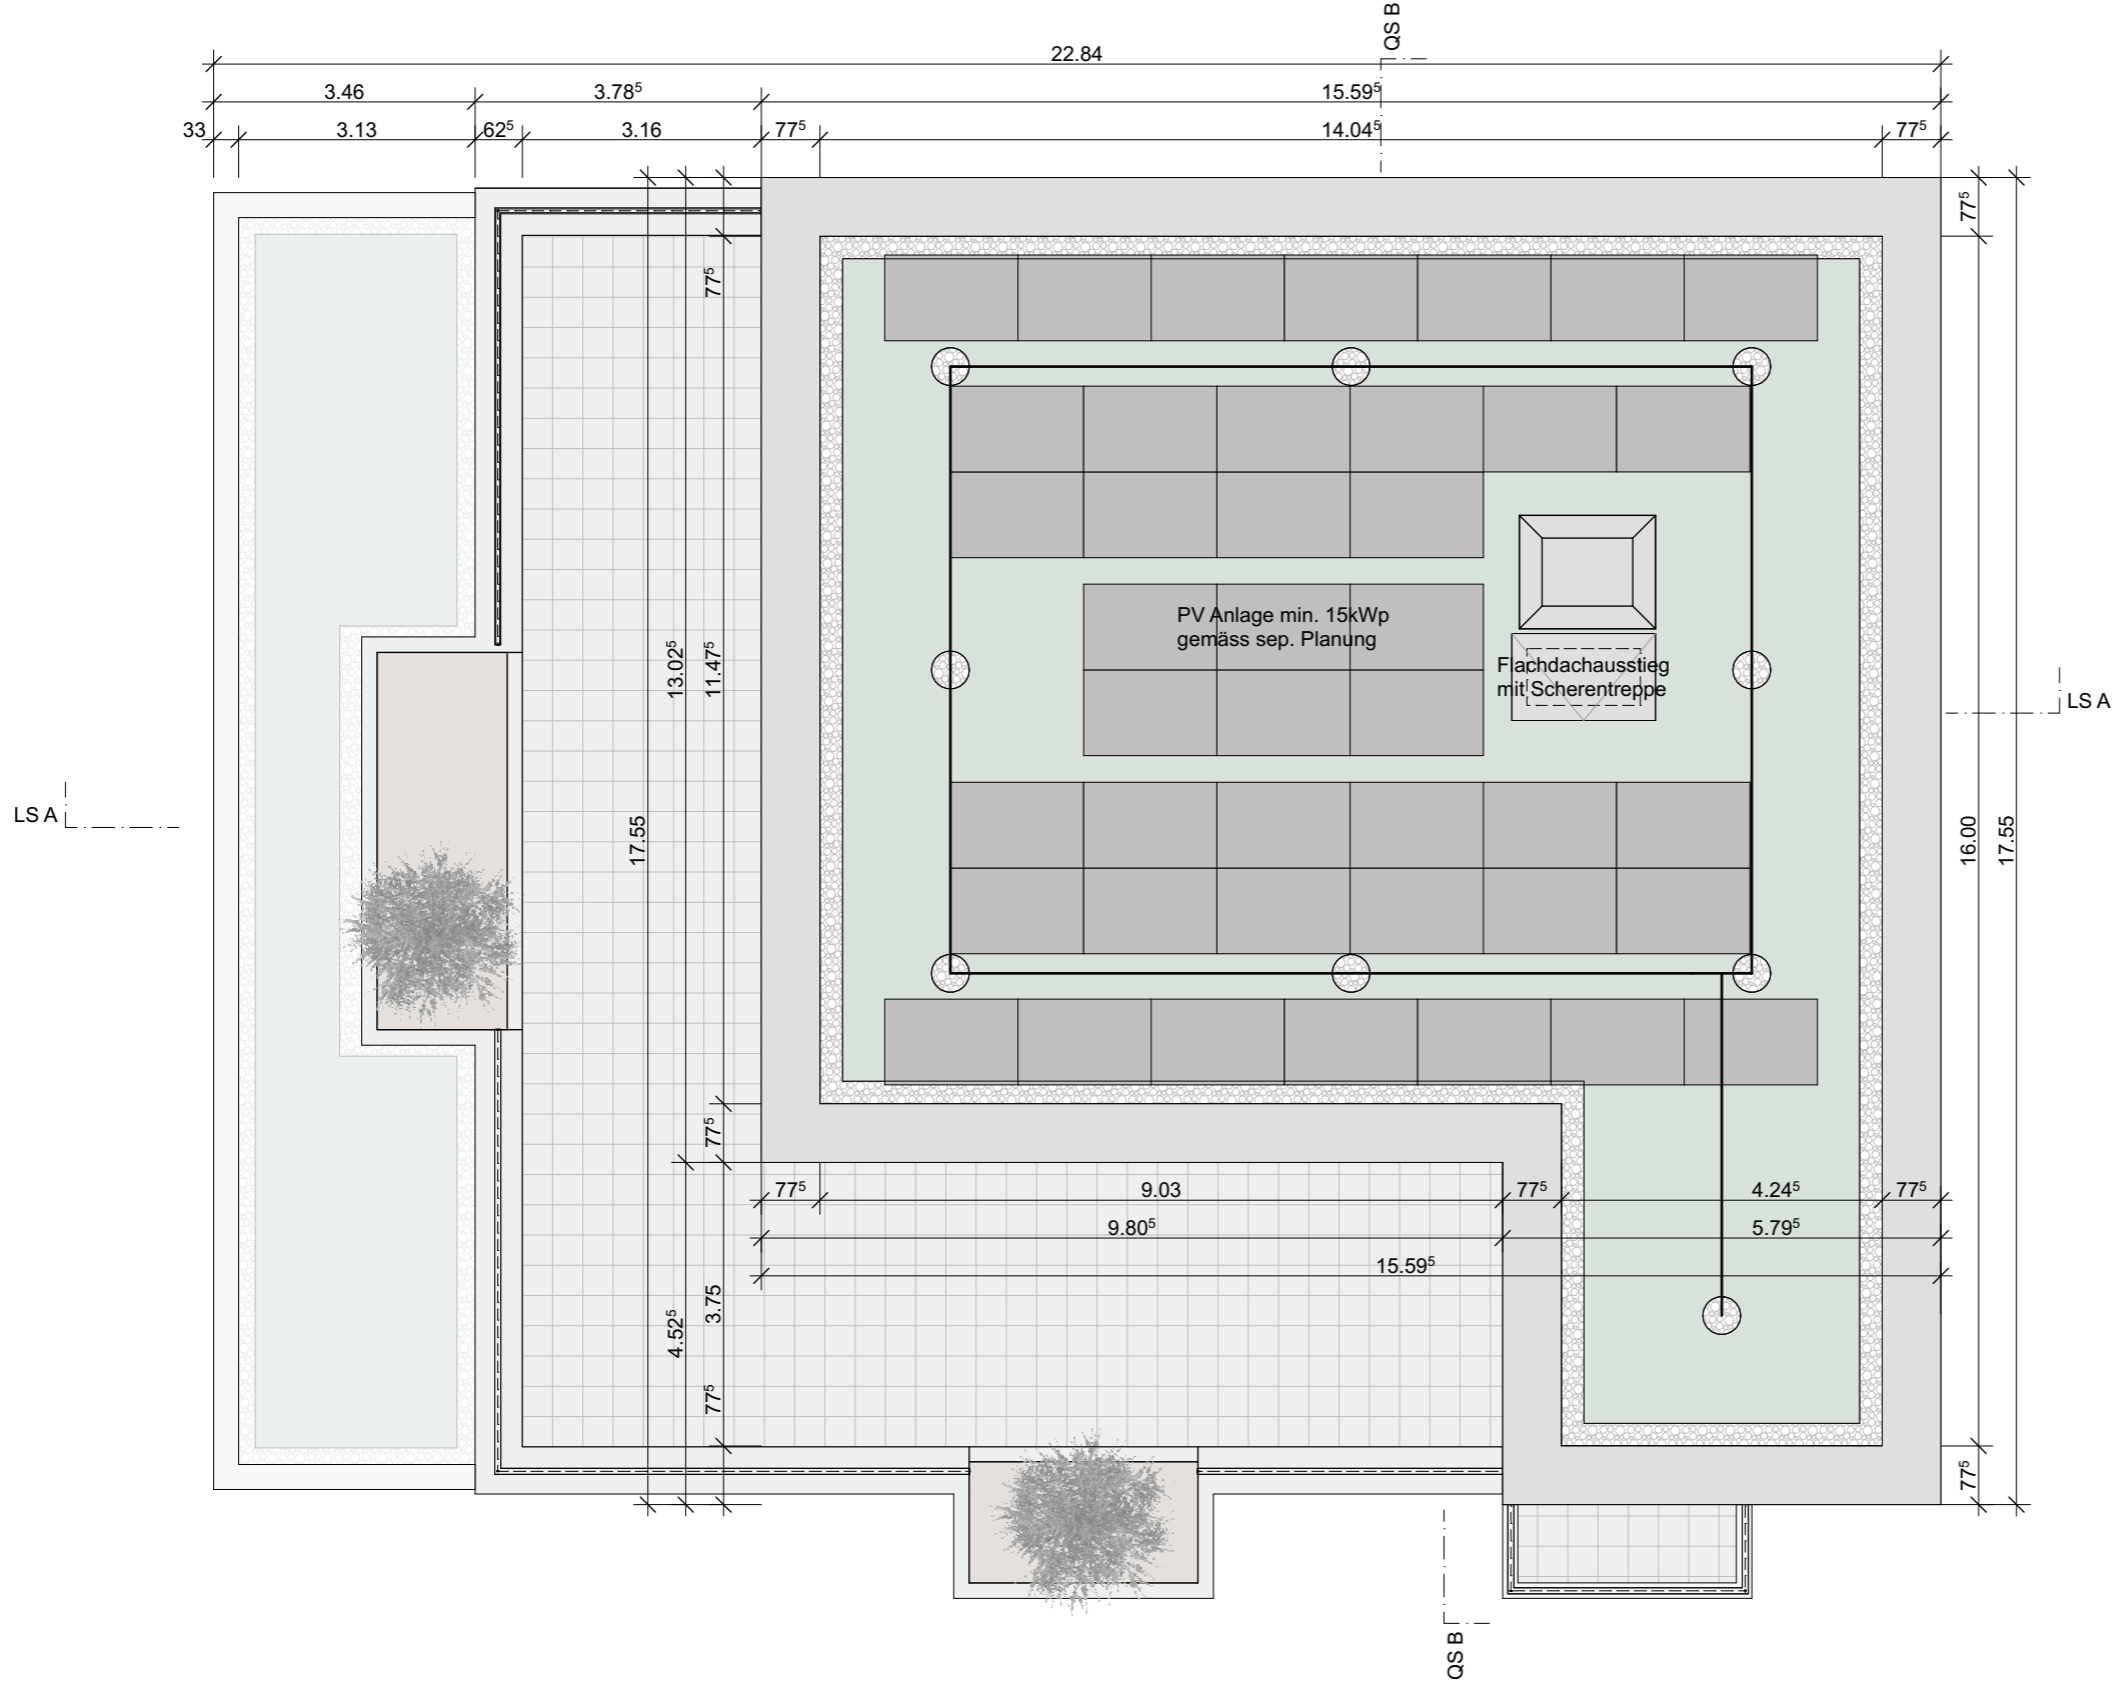 QS B
22.84
3.46 3.78⁵ 15.59⁵
33 3.13 62⁵ 3.16 77⁵ 14.04⁵ 77⁵
77⁵
77⁵
PV Anlage min. 15kWp
gemäss sep. Planung
Flachdachausstieg
mit Scherentreppe
13.02⁵
11.47⁵
LS A
LS A
17.55
16.00
17.55
77⁵
77⁵ 9.03 77⁵ 4.24⁵ 77⁵
9.80⁵ 5.79⁵
15.59⁵
3.75
4.52⁵
77⁵
77⁵
QS B